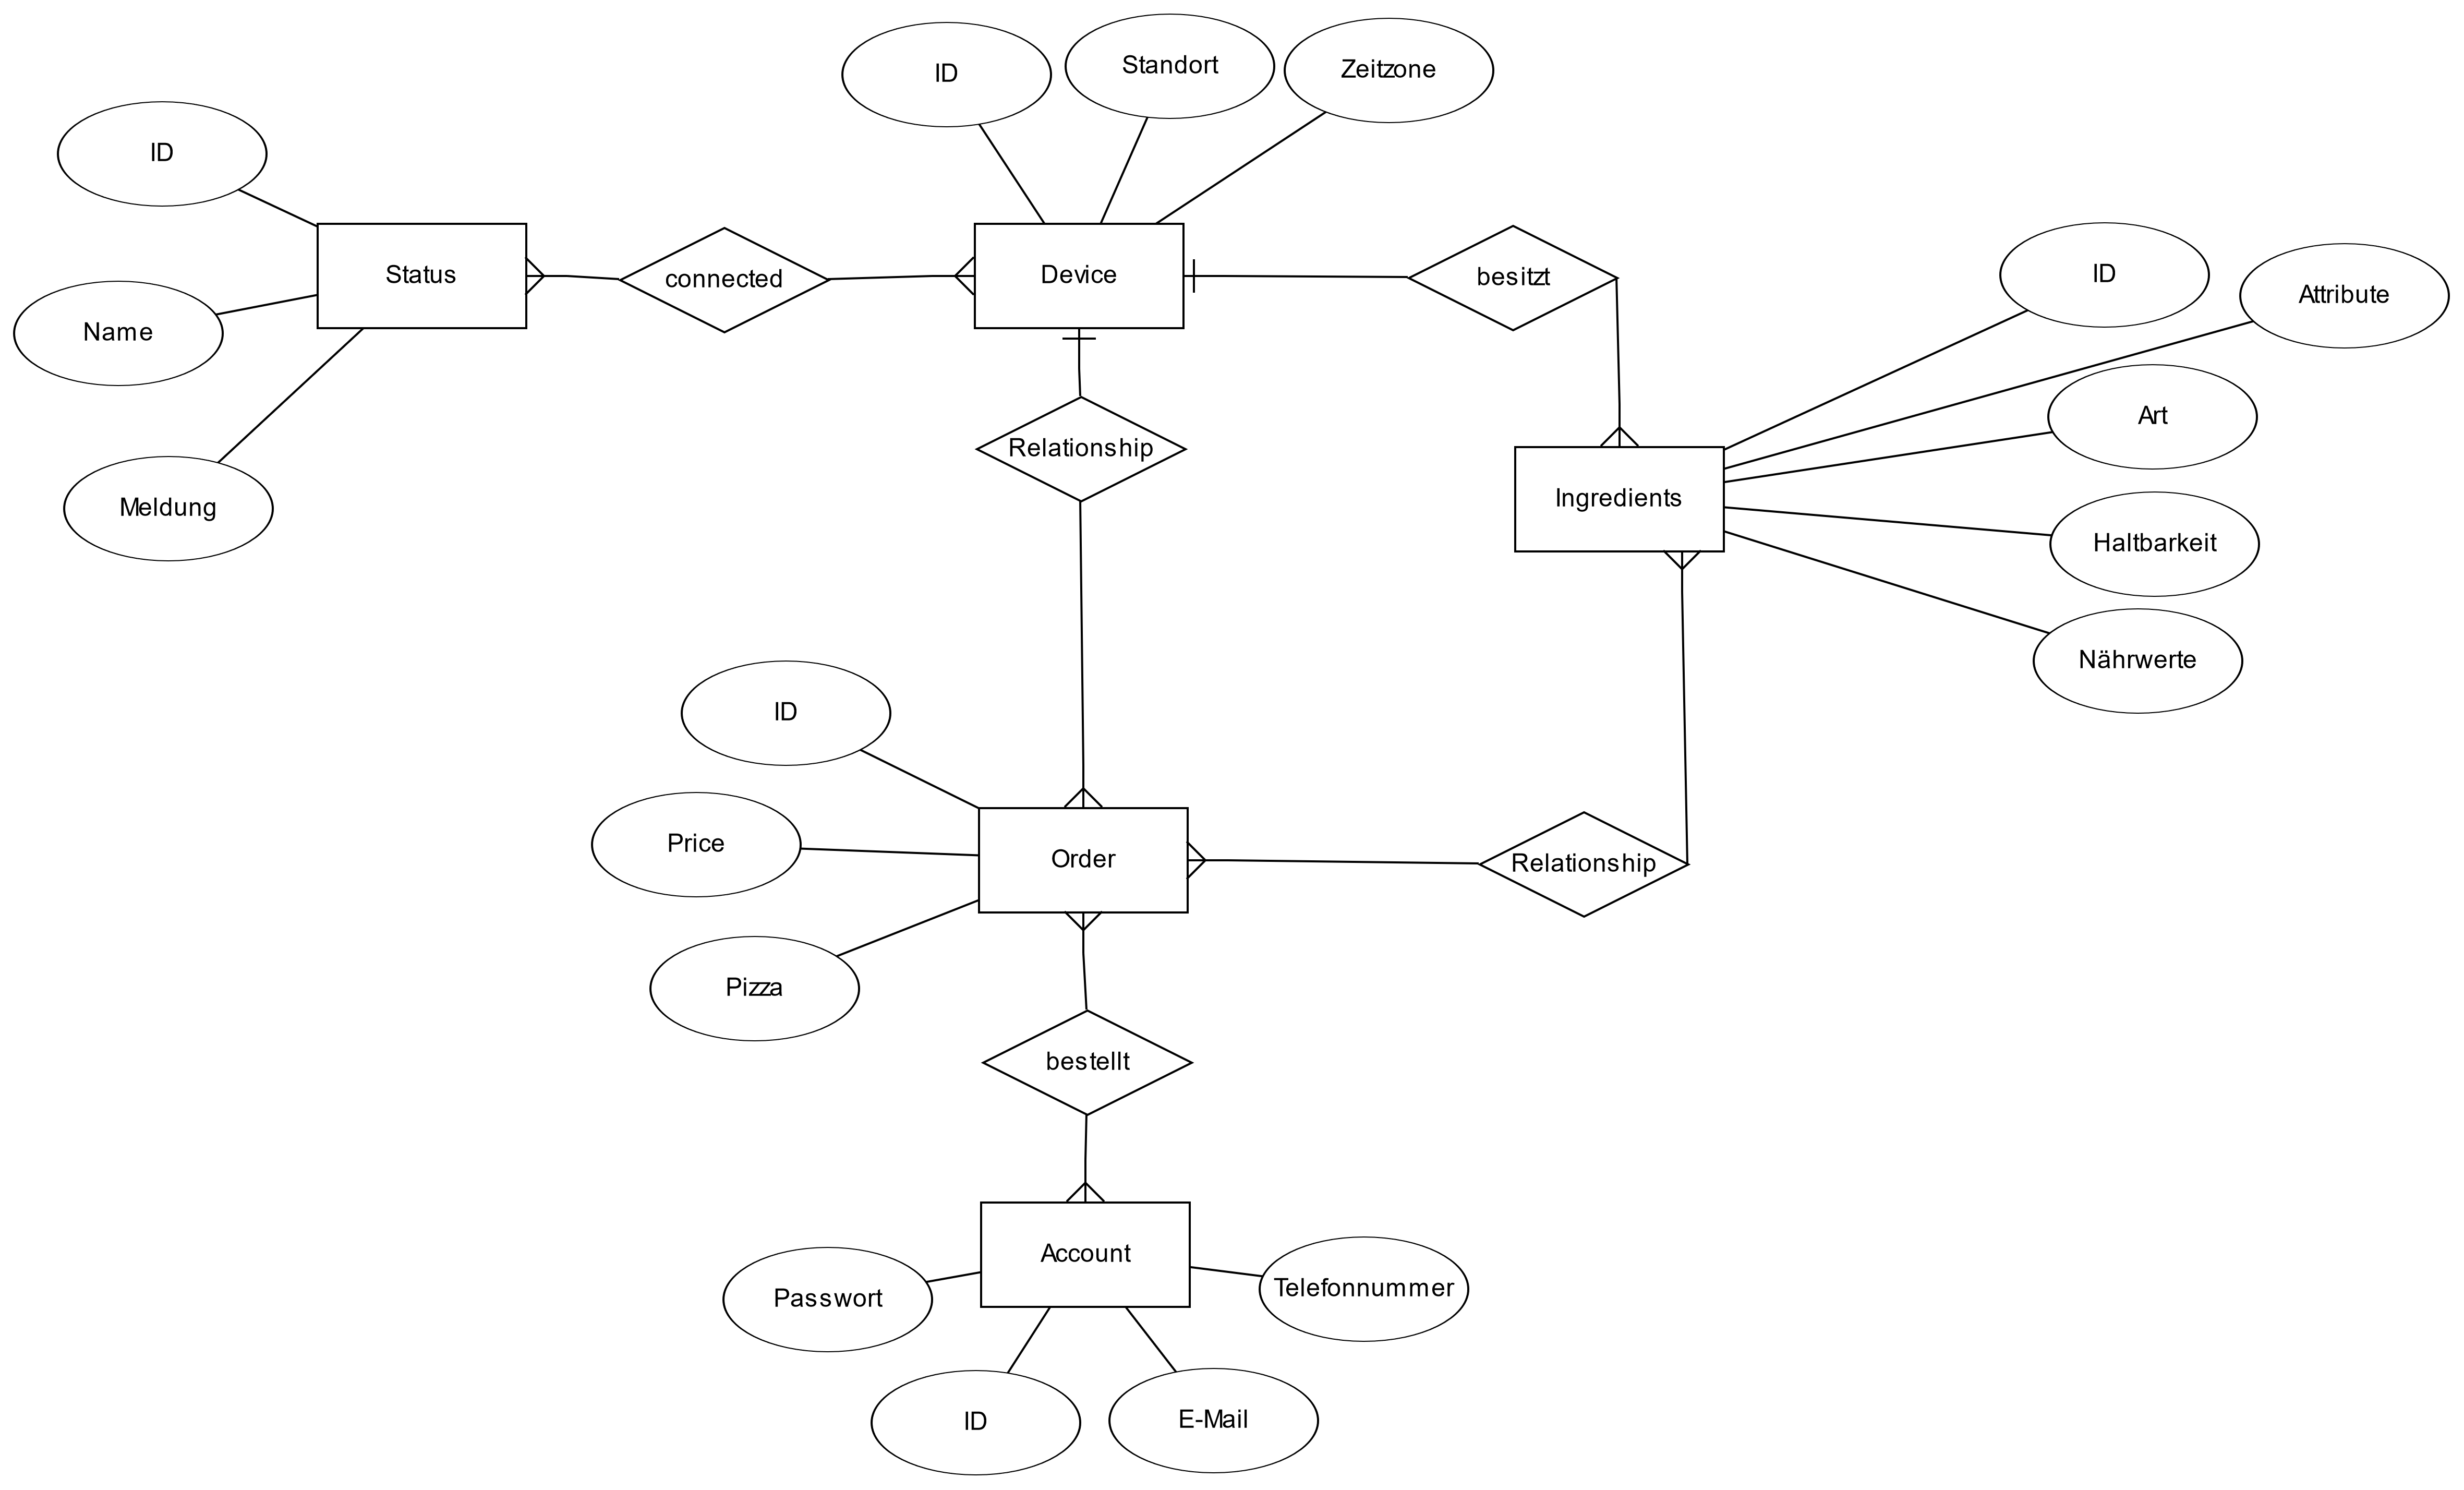 ID
Standort
Zeitzone
ID
Status
connected
Device
besitzt
ID
Attribute
Name
Art
Relationship
Meldung
Ingredients
Haltbarkeit
Nährwerte
ID
Price
Order
Relationship
Pizza
bestellt
Account
Passwort
Telefonnummer
ID
E-Mail